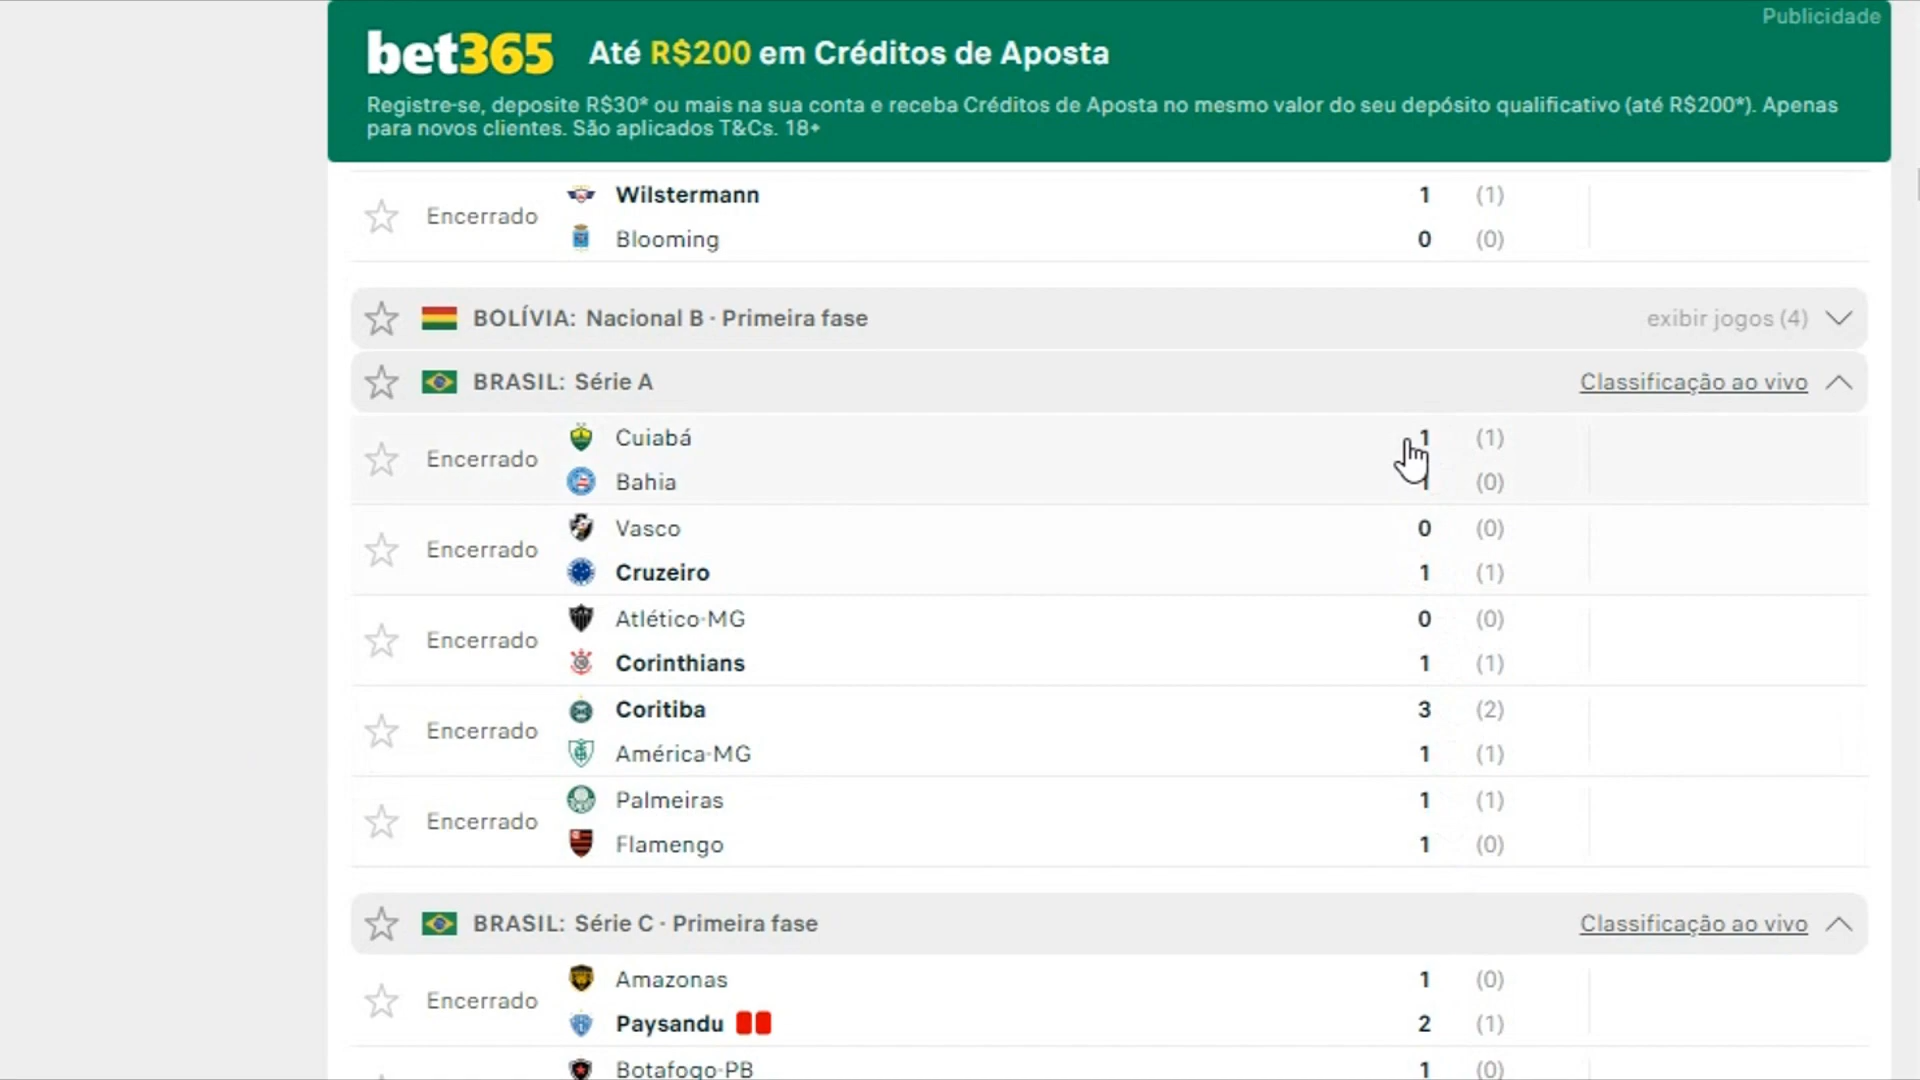 Publicidade
bet365 Até R$200 em Créditos de Aposta
Registre-se, deposite R$30* ou mais na sua conta e receba Créditos de Aposta no mesmo valor do seu depósito qualificativo (até R$200*). Apenas
para novos clientes. São aplicados T&Cs. 18+
Encerrado
Wilstermann 1 (1)
Blooming 0 (0)
BOLÍVIA: Nacional B - Primeira fase exibir jogos (4)
BRASIL: Série A Classificação ao vivo
Encerrado
Cuiabá 1 (1)
Bahia 1 (0)
Encerrado
Vasco 0 (0)
Cruzeiro 1 (1)
Encerrado
Atlético-MG 0 (0)
Corinthians 1 (1)
Encerrado
Coritiba 3 (2)
América-MG 1 (1)
Encerrado
Palmeiras 1 (1)
Flamengo 1 (0)
BRASIL: Série C - Primeira fase Classificação ao vivo
Encerrado
Amazonas 1 (0)
Paysandu 2 (1)
Botafogo-PB 1 (0)